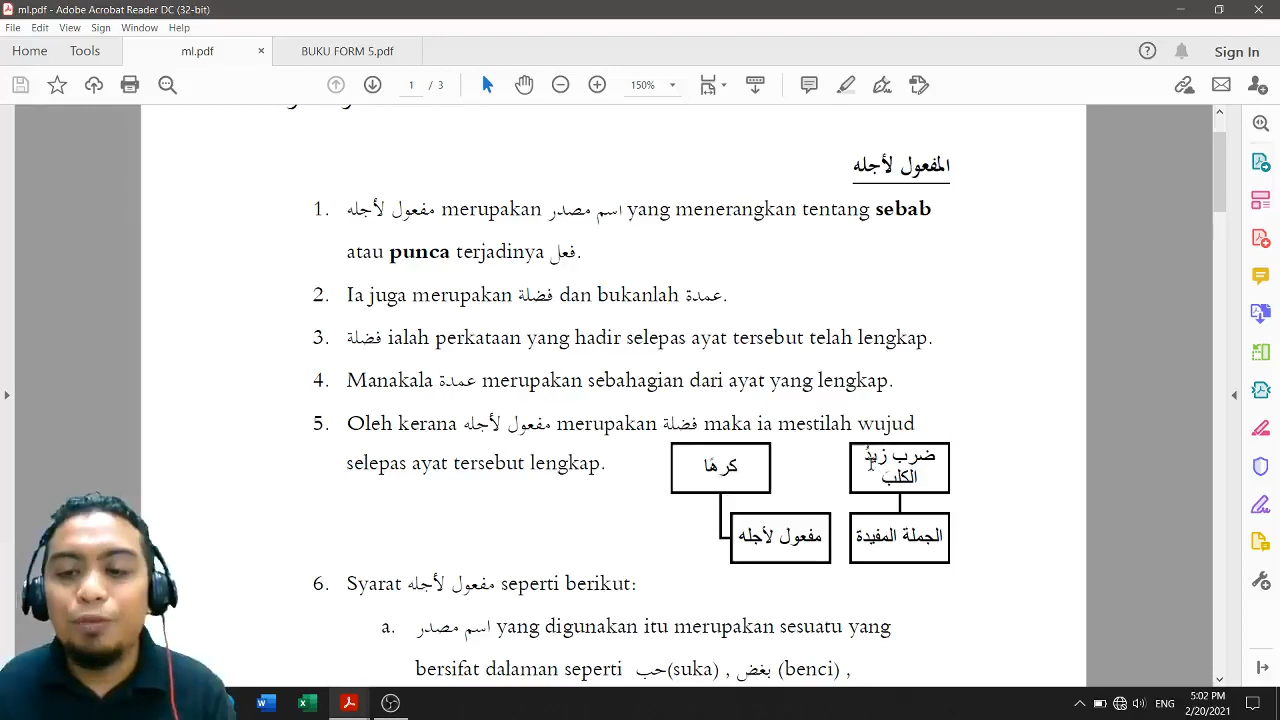 ml.pdf - Adobe Acrobat Reader DC (32-bit)
File Edit View Sign Window Help
Home Tools ml.pdf × BUKU FORM 5.pdf Sign In
1 / 3 150%
المفعول لأجله
1. مفعول لأجله merupakan اسم مصدر yang menerangkan tentang sebab
atau punca terjadinya فعل.
2. Ia juga merupakan فضلة dan bukanlah عمدة.
3. فضلة ialah perkataan yang hadir selepas ayat tersebut telah lengkap.
4. Manakala عمدة merupakan sebahagian dari ayat yang lengkap.
5. Oleh kerana مفعول لأجله merupakan فضلة maka ia mestilah wujud
selepas ayat tersebut lengkap.
ضرب زيدٌ
الكلبَ
كرهًا
الجملة المفيدة
مفعول لأجله
6. Syarat مفعول لأجله seperti berikut:
a. اسم مصدر yang digunakan itu merupakan sesuatu yang
bersifat dalaman seperti حب(suka) , بغض (benci) ,
ENG
5:02 PM
2/20/2021